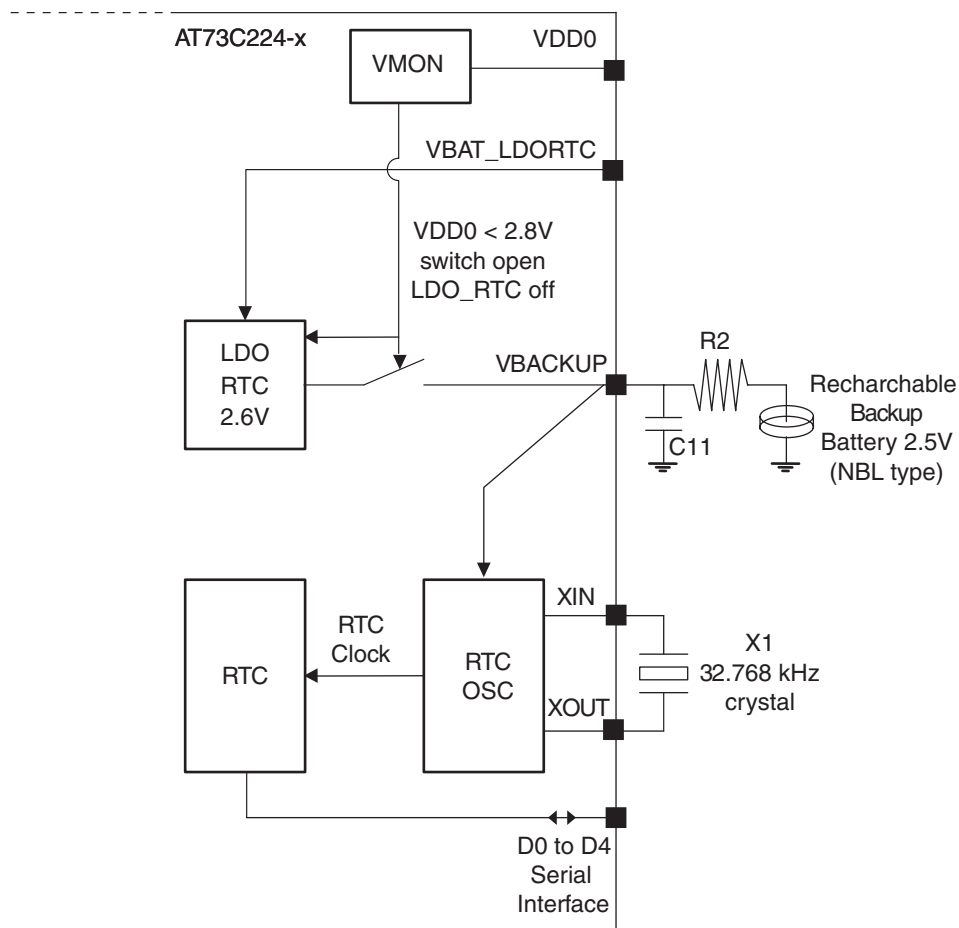 AT73C224-x
VDD0
VMON
VBAT_LDORTC
VDD0 < 2.8V
switch open
LDO_RTC off
LDO
RTC
2.6V
VBACKUP
R2
C11
Recharchable
Backup
Battery 2.5V
(NBL type)
RTC
RTC
Clock
RTC
OSC
XIN
XOUT
X1
32.768 kHz
crystal
D0 to D4
Serial
Interface